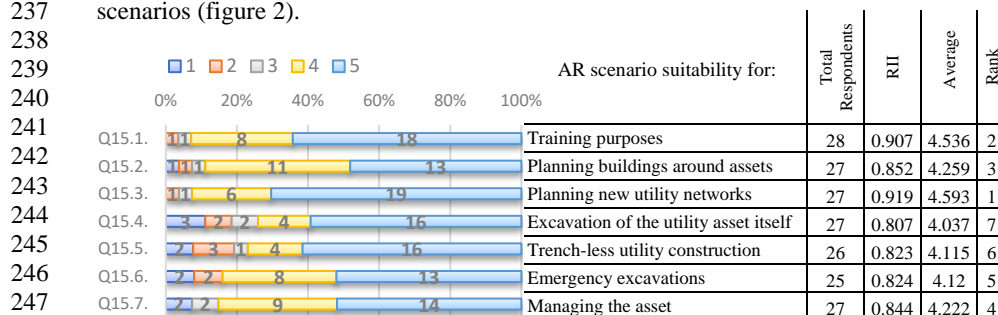 237 scenarios (figure 2).
238
239 1 2 3 4 5 AR scenario suitability for: Total Respondents RII Average Rank
240 0% 20% 40% 60% 80% 100%
241 Q15.1. 1 1 8 18 Training purposes 28 0.907 4.536 2
242 Q15.2. 1 1 1 11 13 Planning buildings around assets 27 0.852 4.259 3
243 Q15.3. 1 1 6 19 Planning new utility networks 27 0.919 4.593 1
244 Q15.4. 3 2 2 4 16 Excavation of the utility asset itself 27 0.807 4.037 7
245 Q15.5. 2 3 1 4 16 Trench-less utility construction 26 0.823 4.115 6
246 Q15.6. 2 2 8 13 Emergency excavations 25 0.824 4.12 5
247 Q15.7. 2 2 9 14 Managing the asset 27 0.844 4.222 4